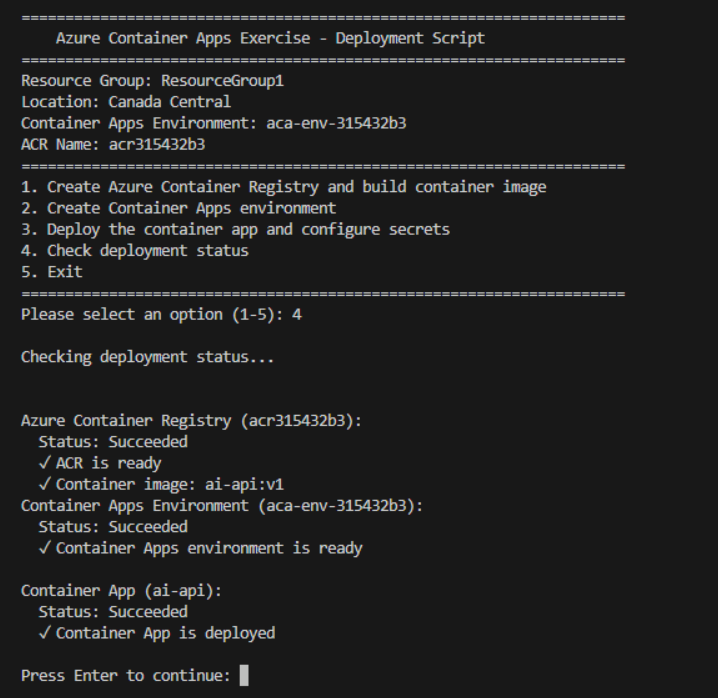 =====================================================================
Azure Container Apps Exercise - Deployment Script
=====================================================================
Resource Group: ResourceGroup1
Location: Canada Central
Container Apps Environment: aca-env-315432b3
ACR Name: acr315432b3
=====================================================================
1. Create Azure Container Registry and build container image
2. Create Container Apps environment
3. Deploy the container app and configure secrets
4. Check deployment status
5. Exit
=====================================================================
Please select an option (1-5): 4
Checking deployment status...
Azure Container Registry (acr315432b3):
Status: Succeeded
✓ ACR is ready
✓ Container image: ai-api:v1
Container Apps Environment (aca-env-315432b3):
Status: Succeeded
✓ Container Apps environment is ready
Container App (ai-api):
Status: Succeeded
✓ Container App is deployed
Press Enter to continue: